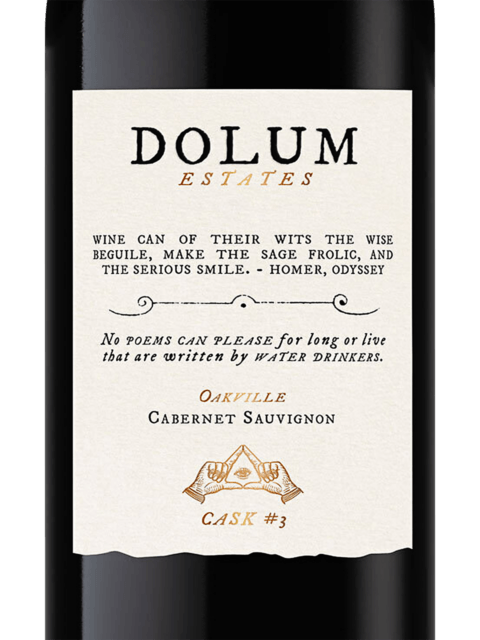 DOLUM
ESTATES
WINE CAN OF THEIR WITS THE WISE
BEGUILE, MAKE THE SAGE FROLIC, AND
THE SERIOUS SMILE. - HOMER, ODYSSEY
No POEMS CAN PLEASE for long or live
that are written by WATER DRINKERS.
OAKVILLE
CABERNET SAUVIGNON
CASK #3